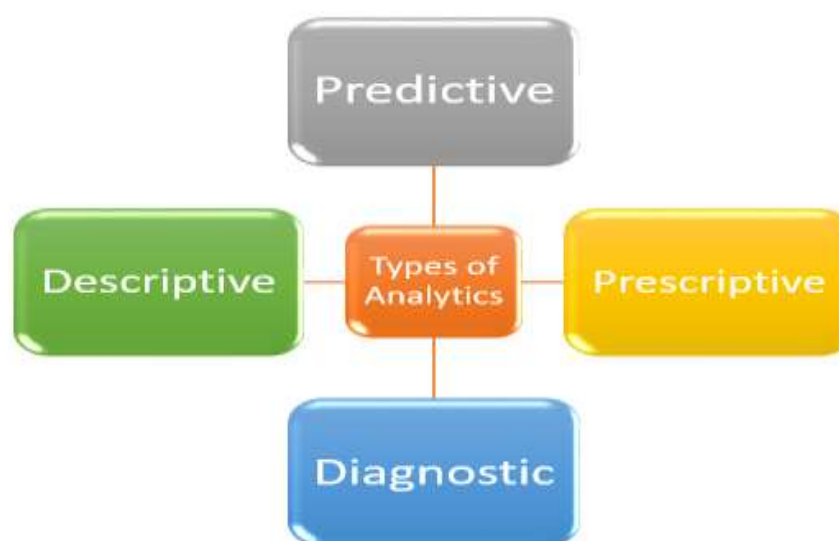 Predictive
Descriptive
Types of
Analytics
Prescriptive
Diagnostic